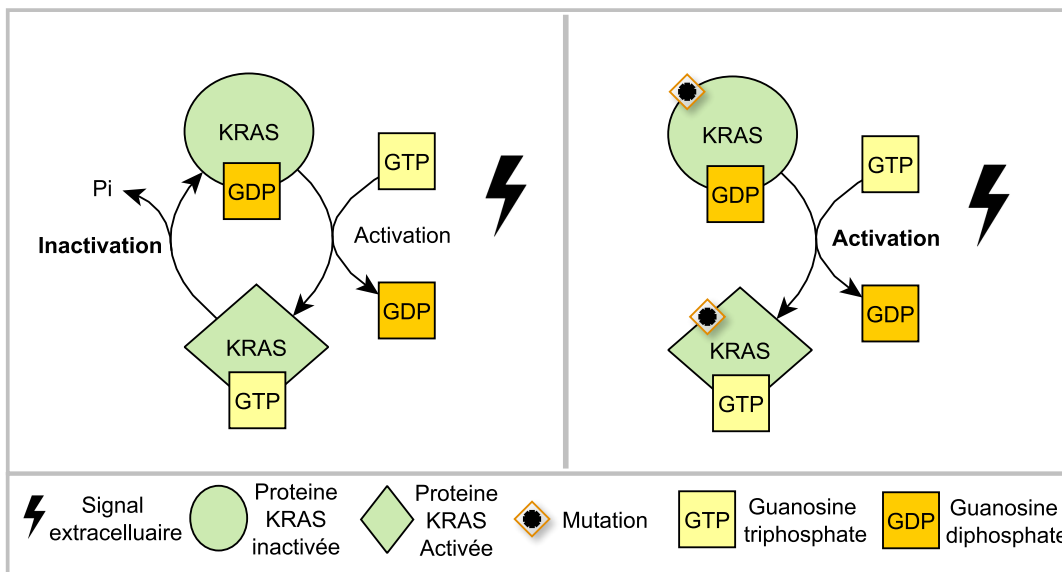 KRAS
GDP
GTP
Pi
Inactivation
Activation
GDP
KRAS
GTP
KRAS
GDP
GTP
Activation
GDP
KRAS
GTP
Signal
extracelluaire
Proteine
KRAS
inactivée
Proteine
KRAS
Activée
Mutation
GTP
Guanosine
triphosphate
GDP
Guanosine
diphosphate